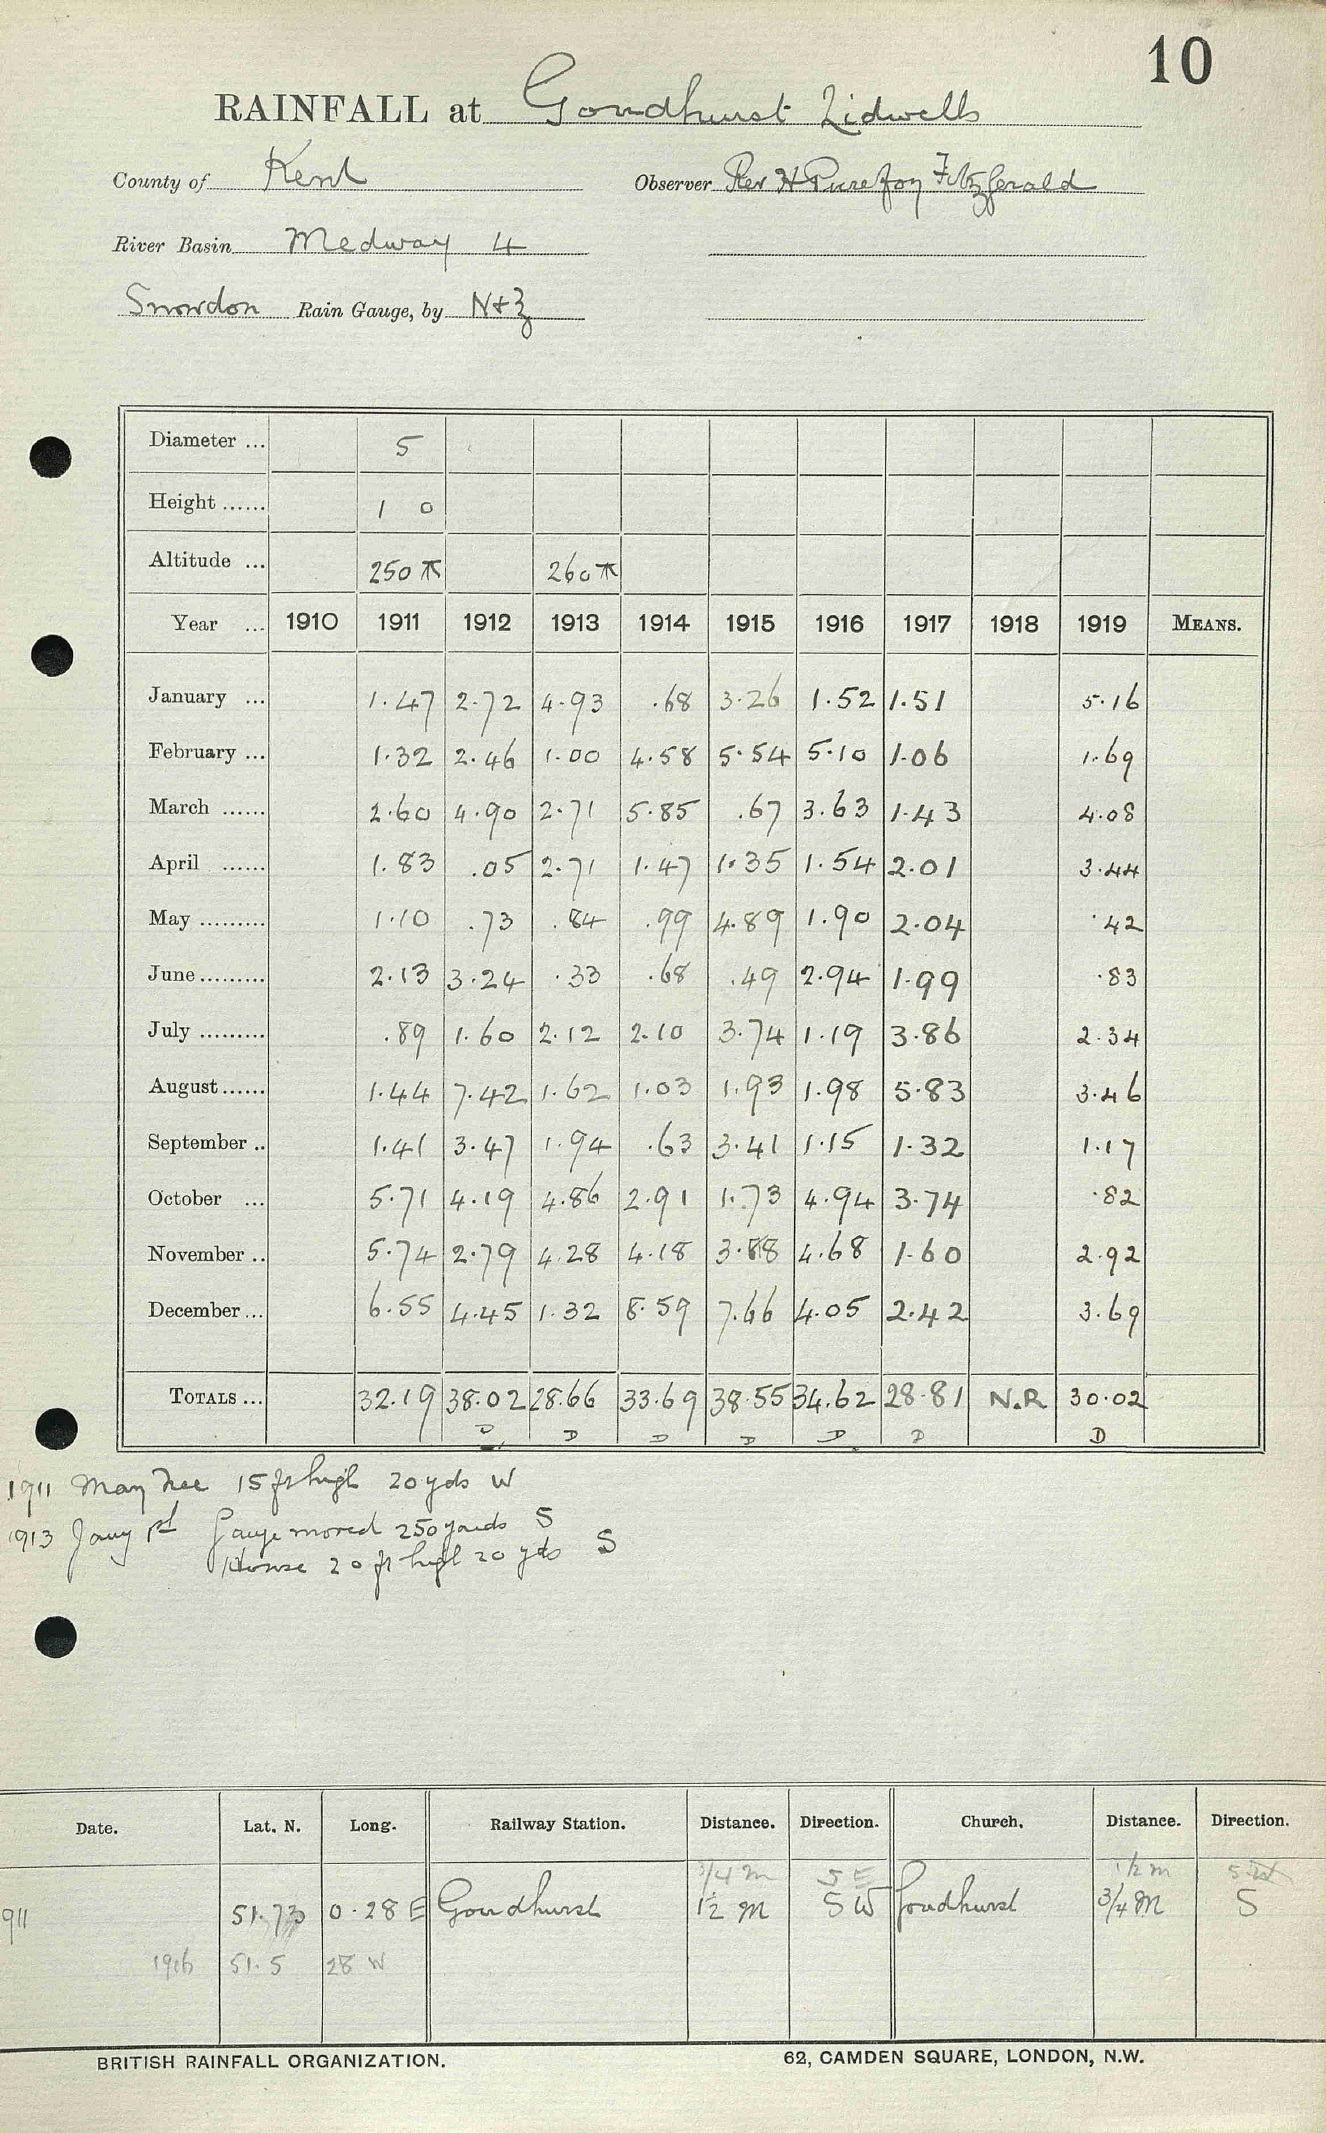 10
RAINFALL at Goudhurst Lidwells
County of Kent Observer Rev H Purefoy Fitzgerald
River Basin Medway 4
Snowdon Rain Gauge, by N+Z
Diameter ... 5
Height ...... 1 0
Altitude ... 250 260
Year ... 1910 1911 1912 1913 1914 1915 1916 1917 1918 1919 MEANS.
January ... 1.47 2.72 4.93 .68 3.26 1.52 1.51 5.16
February ... 1.32 2.46 1.00 4.58 5.54 5.10 1.06 1.69
March ...... 2.60 4.90 2.71 5.85 .67 3.63 1.43 4.08
April ...... 1.83 .05 2.71 1.47 1.35 1.54 2.01 3.44
May ......... 1.10 .73 .84 .99 4.89 1.90 2.04 .42
June ......... 2.13 3.24 .33 .68 .49 2.94 1.99 .83
July ......... .89 1.60 2.12 2.10 3.74 1.19 3.86 2.34
August ...... 1.44 7.42 1.62 1.03 1.93 1.98 5.83 3.46
September .. 1.41 3.47 1.94 .63 3.41 1.15 1.32 1.17
October ... 5.71 4.19 4.86 2.91 1.73 4.94 3.74 .82
November .. 5.74 2.79 4.28 4.18 3.88 4.68 1.60 2.92
December ... 6.55 4.45 1.32 8.59 7.66 4.05 2.42 3.69
TOTALS ... 32.19 38.02 28.66 33.69 38.55 34.62 28.81 N.R 30.02
D D D D D D D
1911 May tree 15 ft high 20 yds W
1913 Jany 1st Gauge moved 250 yards S
House 20 ft high 20 yds S
Date. Lat. N. Long. Railway Station. Distance. Direction. Church. Distance. Direction.
3/4 m SE 1/2 m SW
911 51.7 0.28 E Goudhurst 1 1/2 M SW Goudhurst 3/4 M S
1916 51.5 28 W
BRITISH RAINFALL ORGANIZATION. 62, CAMDEN SQUARE, LONDON, N.W.